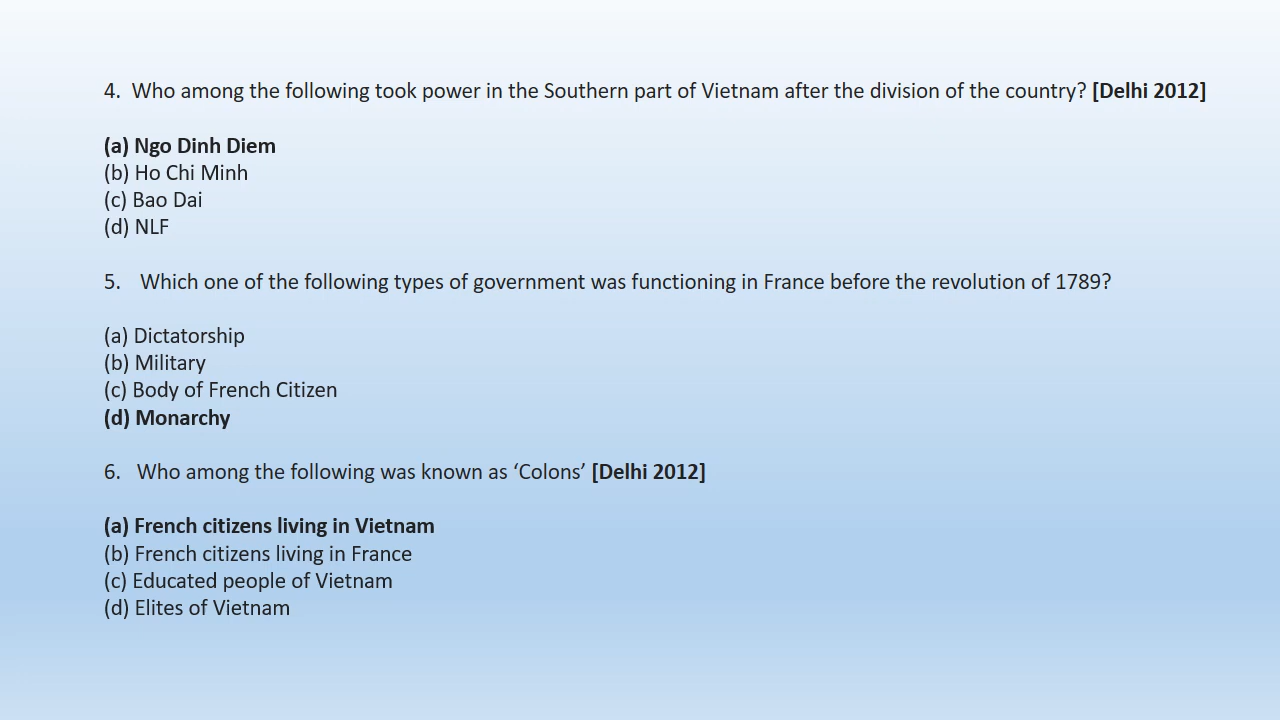 4. Who among the following took power in the Southern part of Vietnam after the division of the country? [Delhi 2012]
(a) Ngo Dinh Diem
(b) Ho Chi Minh
(c) Bao Dai
(d) NLF
5. Which one of the following types of government was functioning in France before the revolution of 1789?
(a) Dictatorship
(b) Military
(c) Body of French Citizen
(d) Monarchy
6. Who among the following was known as ‘Colons’ [Delhi 2012]
(a) French citizens living in Vietnam
(b) French citizens living in France
(c) Educated people of Vietnam
(d) Elites of Vietnam